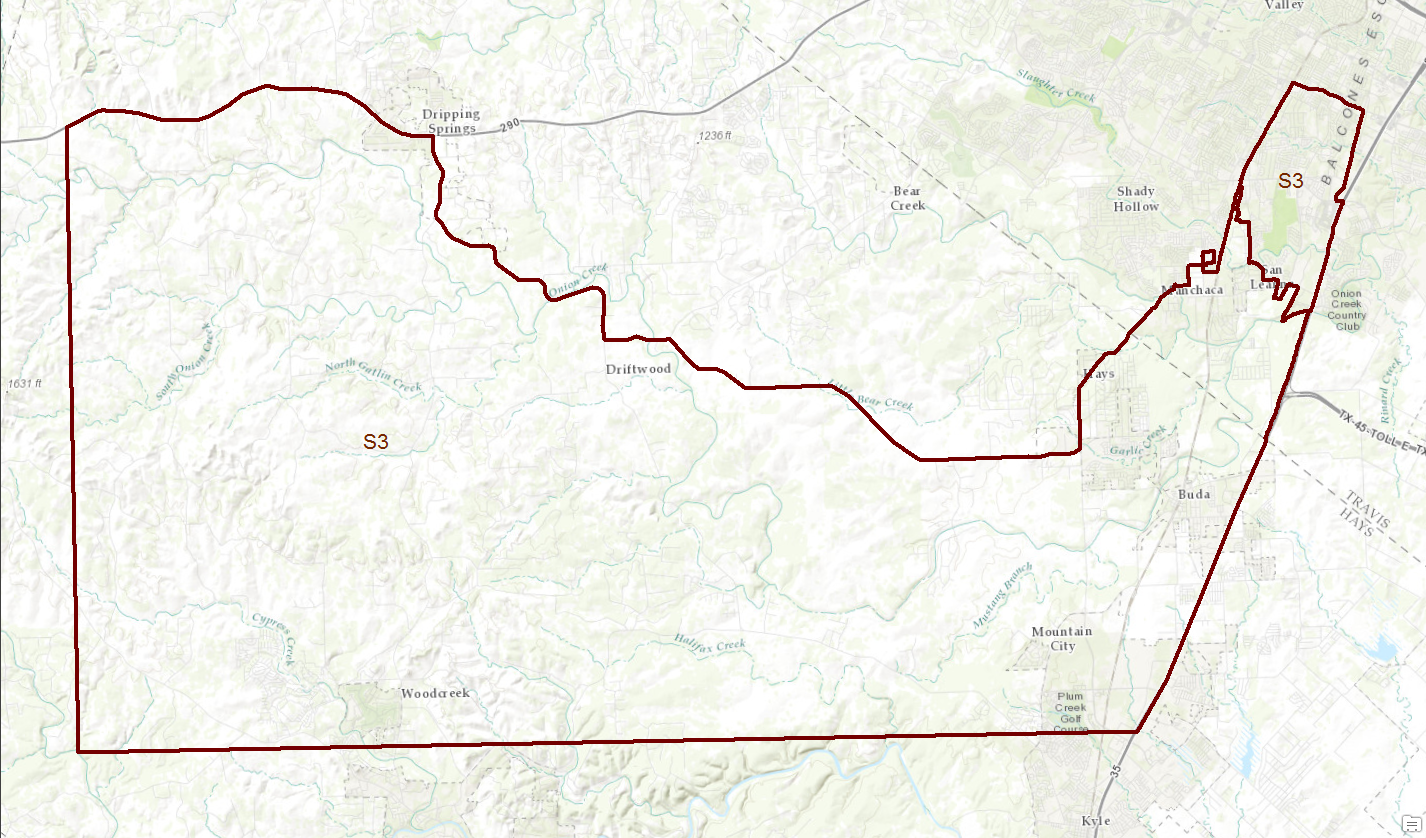 Valley
BALCONES ESC
Slaughter Creek
Dripping
Springs
290
1236 ft
Bear
Creek
Shady
Hollow
S3
Onion Creek
San
Leanna
Manchaca
Onion
Creek
Country
Club
South Onion Creek
North Gatlin Creek
1631 ft
Driftwood
Little Bear Creek
Hays
Rinard Creek
TX-45-TOLL-E-TX
S3
Garlic Creek
Buda
TRAVIS
HAYS
Mustang Branch
Cypress Creek
Halifax Creek
Mountain
City
Woodcreek
Plum
Creek
Golf
Course
35
Kyle